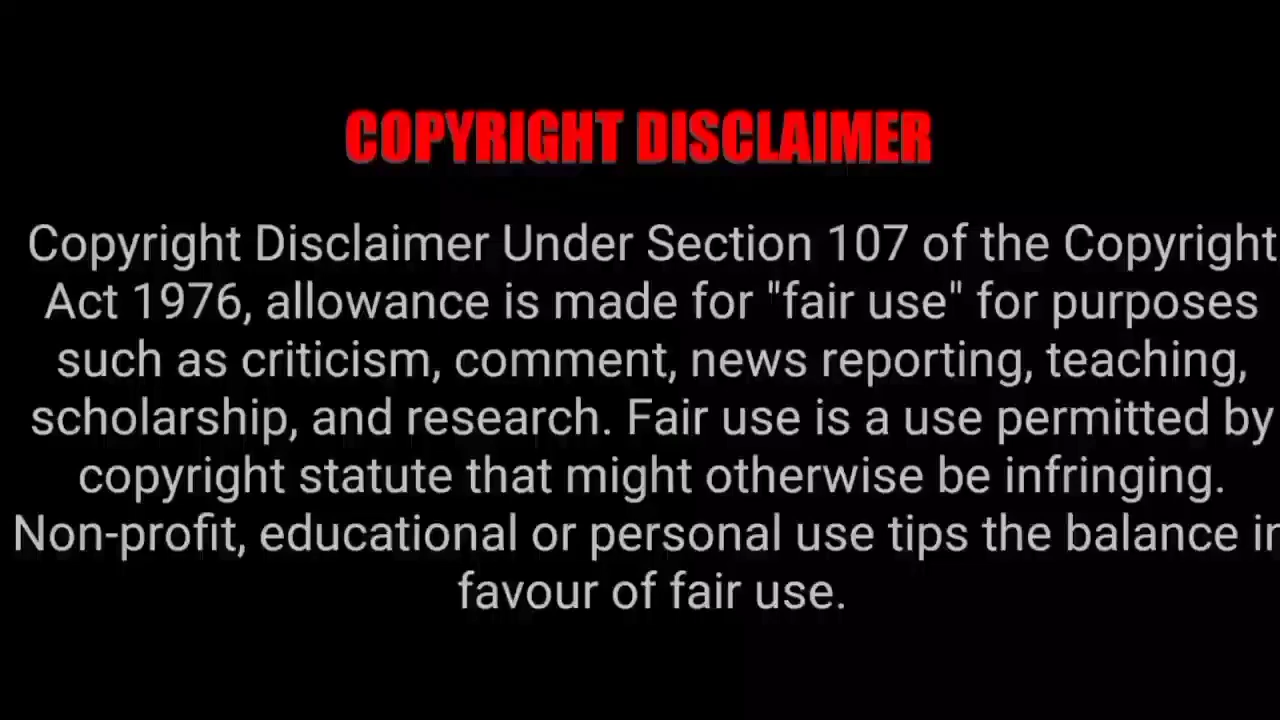 COPYRIGHT DISCLAIMER
Copyright Disclaimer Under Section 107 of the Copyright
Act 1976, allowance is made for "fair use" for purposes
such as criticism, comment, news reporting, teaching,
scholarship, and research. Fair use is a use permitted by
copyright statute that might otherwise be infringing.
Non-profit, educational or personal use tips the balance in
favour of fair use.